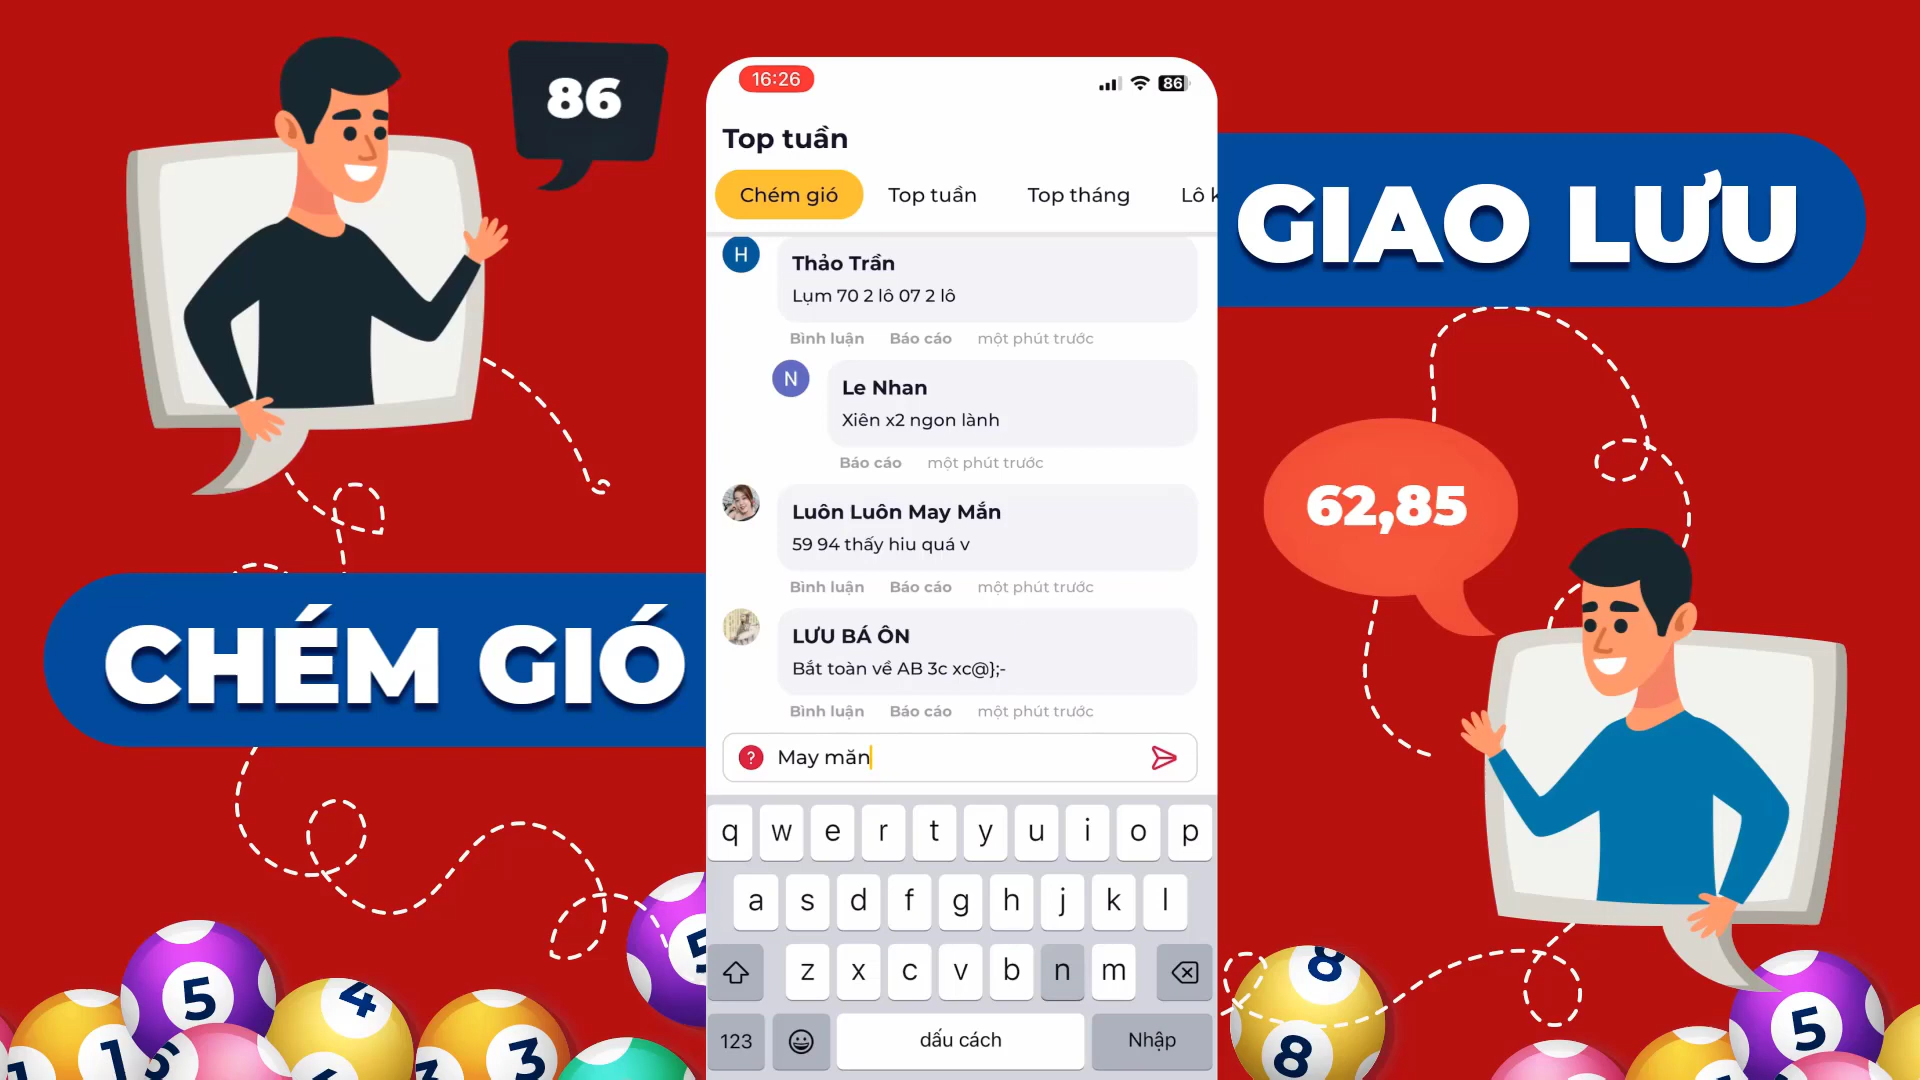 86
CHÉM GIÓ
16:26
86
Top tuần
Chém gió
Top tuần
Top tháng
Lô
H
Thảo Trần
Lụm 70 2 lô 07 2 lô
Bình luận Báo cáo một phút trước
N
Le Nhan
Xiên x2 ngon lành
Báo cáo một phút trước
Luôn Luôn May Mắn
59 94 thấy hiu quá v
Bình luận Báo cáo một phút trước
LƯU BÁ ÔN
Bắt toàn về AB 3c xc@};-
Bình luận Báo cáo một phút trước
? May măn
q w e r t y u i o p
a s d f g h j k l
z x c v b n m
123 dấu cách Nhập
GIAO LƯU
62,85
5
4
1
5
3
5
8
8
5